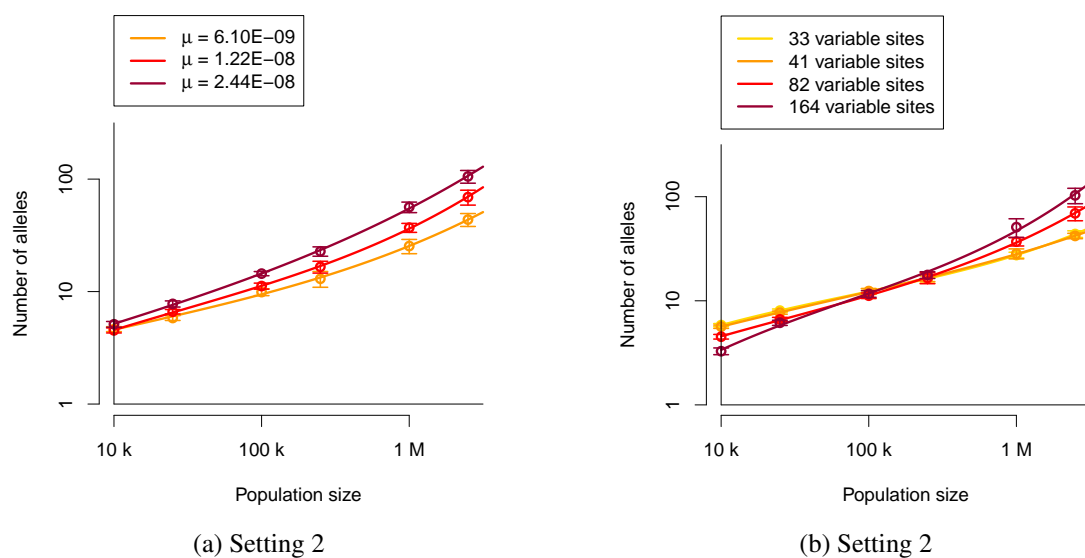 μ = 6.10E−09
μ = 1.22E−08
μ = 2.44E−08
Number of alleles
100
10
1
10 k
100 k
1 M
Population size
(a) Setting 2
33 variable sites
41 variable sites
82 variable sites
164 variable sites
Number of alleles
100
10
1
10 k
100 k
1 M
Population size
(b) Setting 2